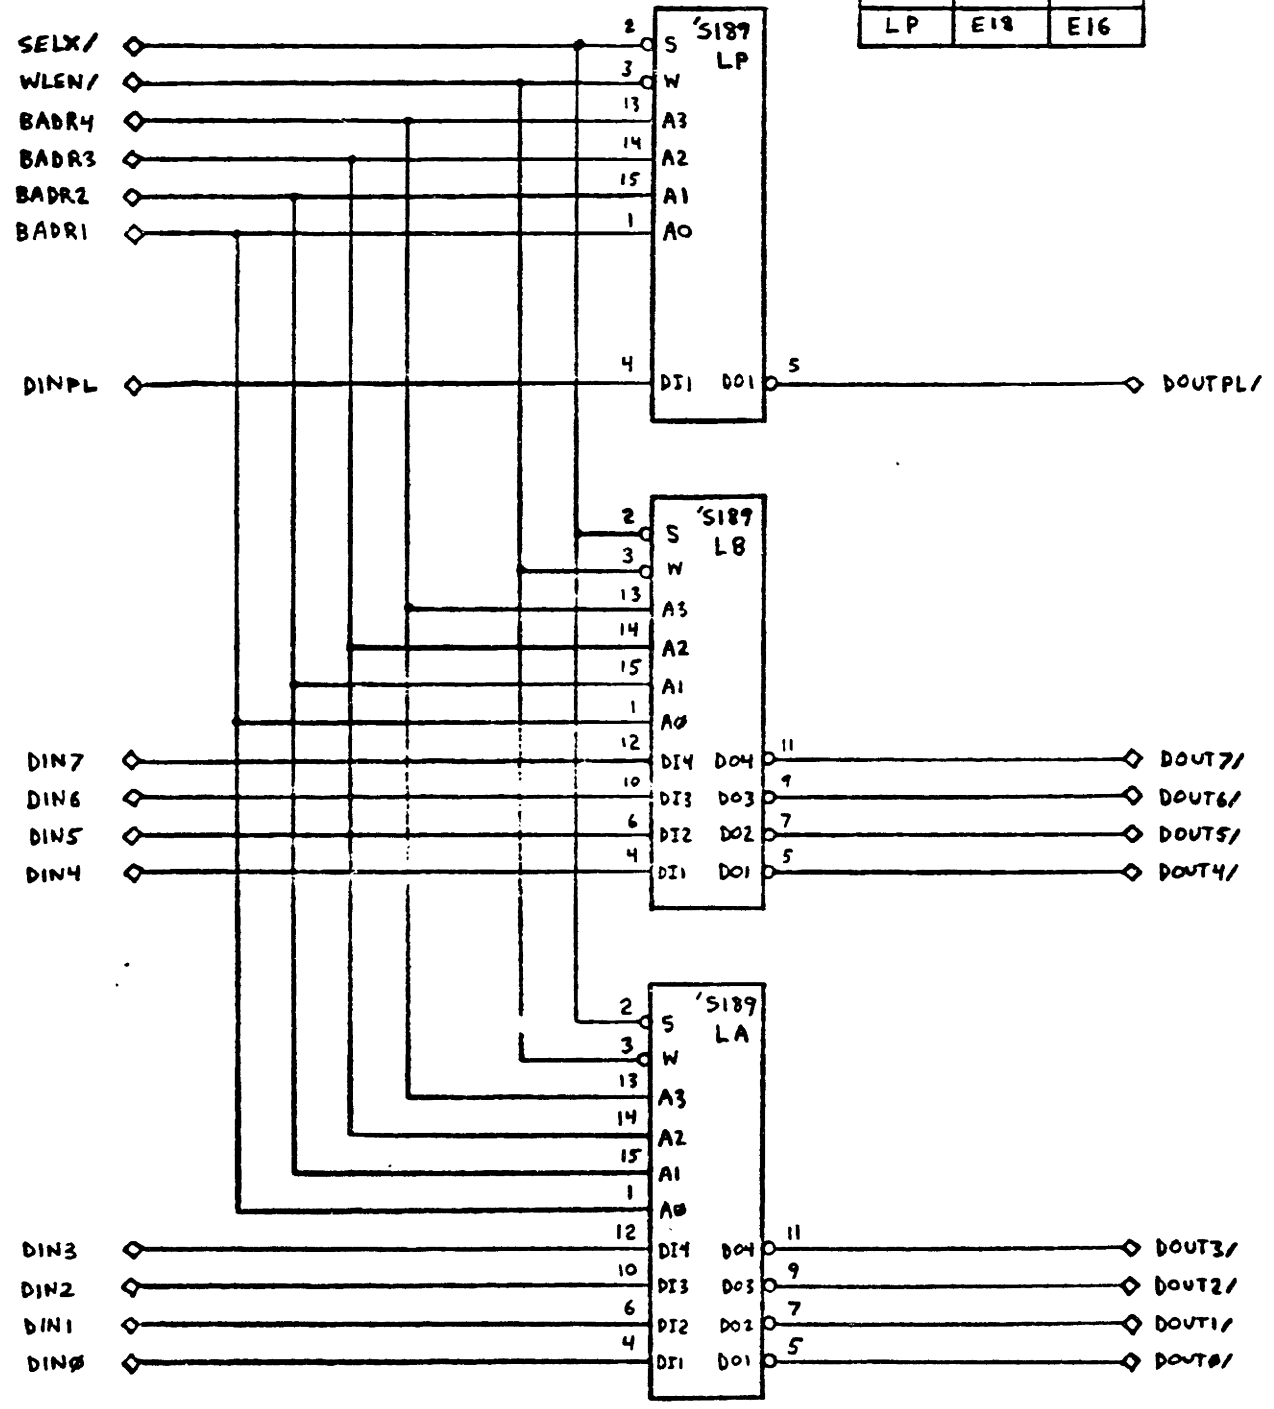 LP E18 E16
SELX/ 2 S 'S189
LP
WLEN/ 3 W
BADR4 13 A3
BADR3 14 A2
BADR2 15 A1
BADR1 1 A0
DINPL 4 DI1 DO1 5 DOUTPL/
2 S 'S189
LB
3 W
13 A3
14 A2
15 A1
1 AØ
DIN7 12 DI4 DO4 11 DOUT7/
DIN6 10 DI3 DO3 9 DOUT6/
DIN5 6 DI2 DO2 7 DOUT5/
DIN4 4 DI1 DO1 5 DOUT4/
2 S 'S189
LA
3 W
13 A3
14 A2
15 A1
1 AØ
DIN3 12 DI4 DO4 11 DOUT3/
DIN2 10 DI3 DO3 9 DOUT2/
DIN1 6 DI2 DO2 7 DOUT1/
DINØ 4 DI1 DO1 5 DOUTØ/